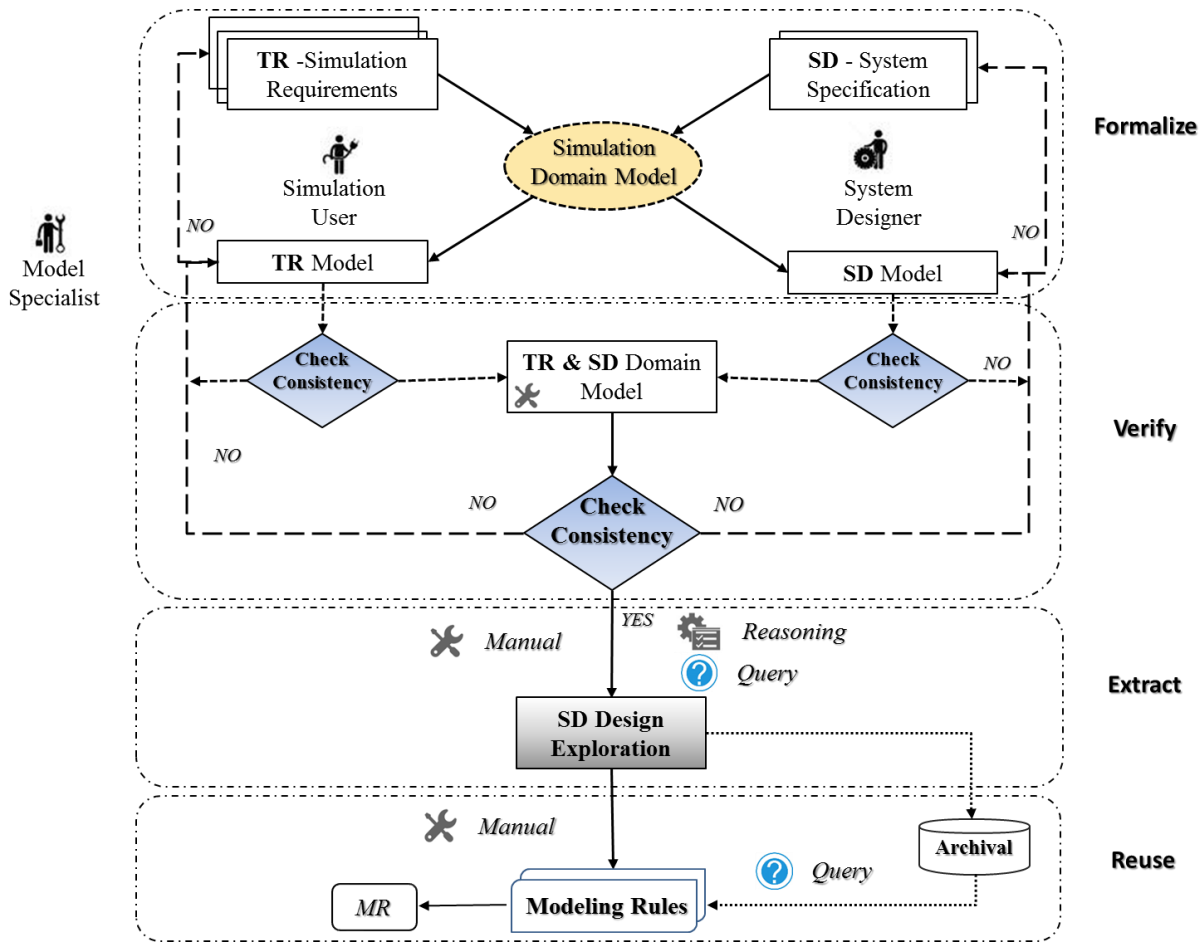 TR -Simulation
Requirements
SD - System
Specification
Formalize
Simulation
Domain Model
Simulation
User
System
Designer
NO
NO
Model
Specialist
TR Model
SD Model
Check
Consistency
TR & SD Domain
Model
Check
Consistency
NO
Verify
NO
NO
NO
Check
Consistency
YES
Manual
Reasoning
Query
Extract
SD Design
Exploration
Manual
Archival
Reuse
Query
MR
Modeling Rules